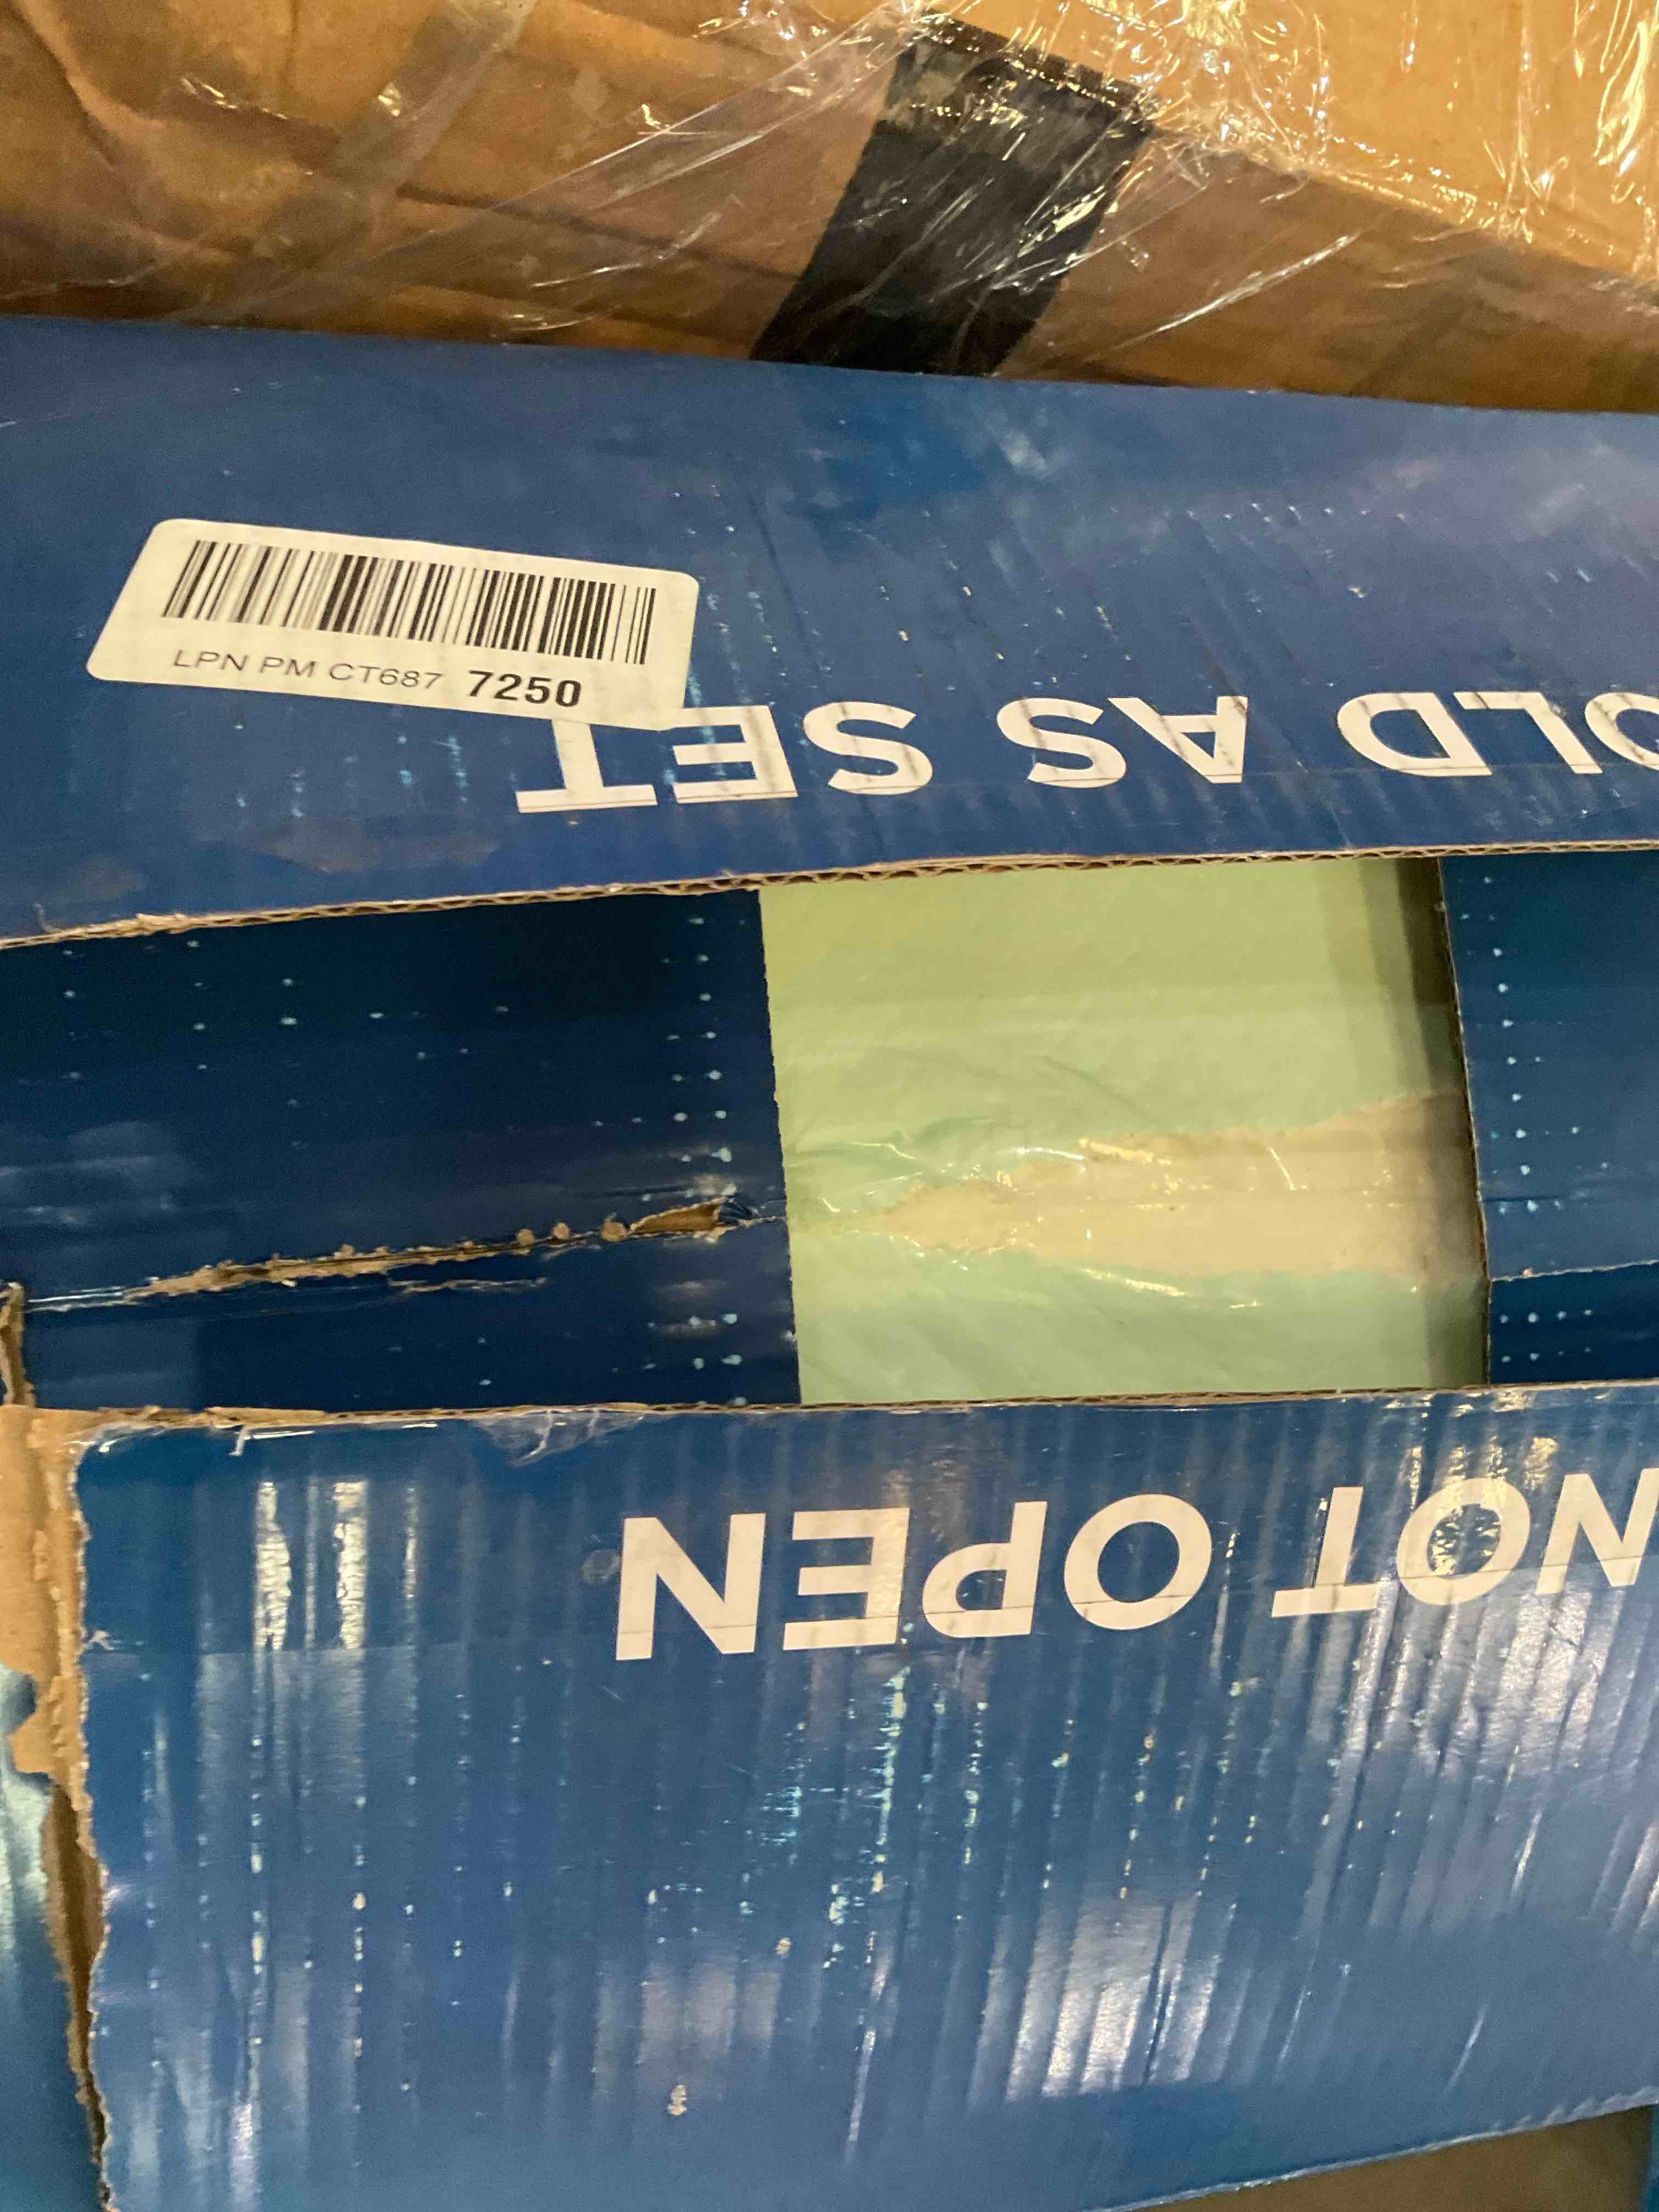 LPN PM CT687 7250
OLD AS SET
NOT OPEN